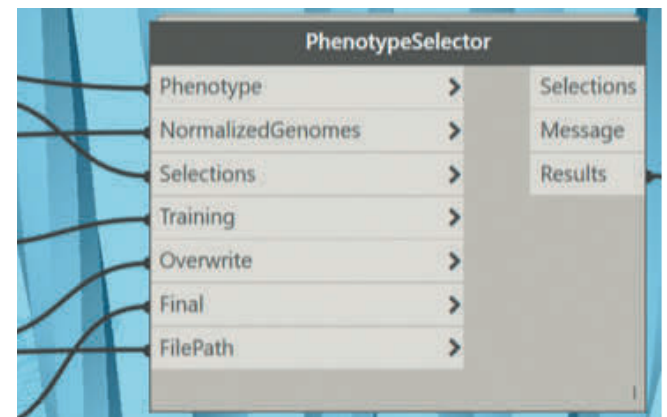 PhenotypeSelector
Phenotype > Selections
NormalizedGenomes > Message
Selections > Results
Training >
Overwrite >
Final >
FilePath >
l